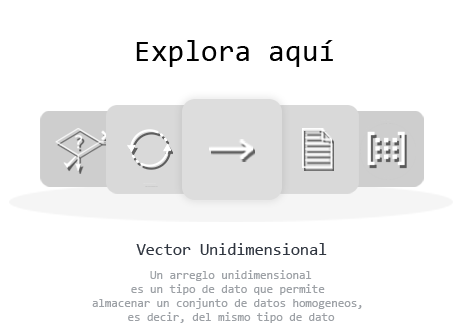 Explora aquí
?
Vector Unidimensional
Un arreglo unidimensional
es un tipo de dato que permite
almacenar un conjunto de datos homogeneos,
es decir, del mismo tipo de dato